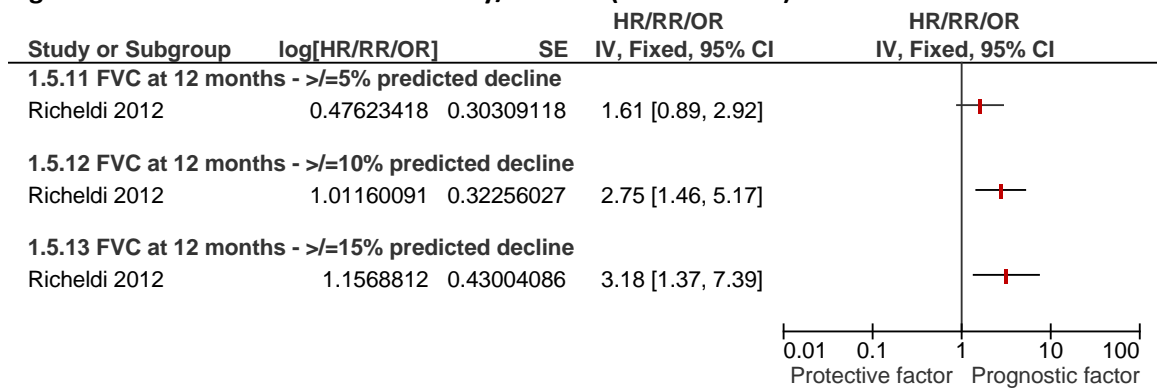 HR/RR/OR HR/RR/OR
Study or Subgroup log[HR/RR/OR] SE IV, Fixed, 95% CI IV, Fixed, 95% CI
1.5.11 FVC at 12 months - >/=5% predicted decline
Richeldi 2012 0.47623418 0.30309118 1.61 [0.89, 2.92]
1.5.12 FVC at 12 months - >/=10% predicted decline
Richeldi 2012 1.01160091 0.32256027 2.75 [1.46, 5.17]
1.5.13 FVC at 12 months - >/=15% predicted decline
Richeldi 2012 1.1568812 0.43004086 3.18 [1.37, 7.39]
0.01 0.1 1 10 100
Protective factor Prognostic factor